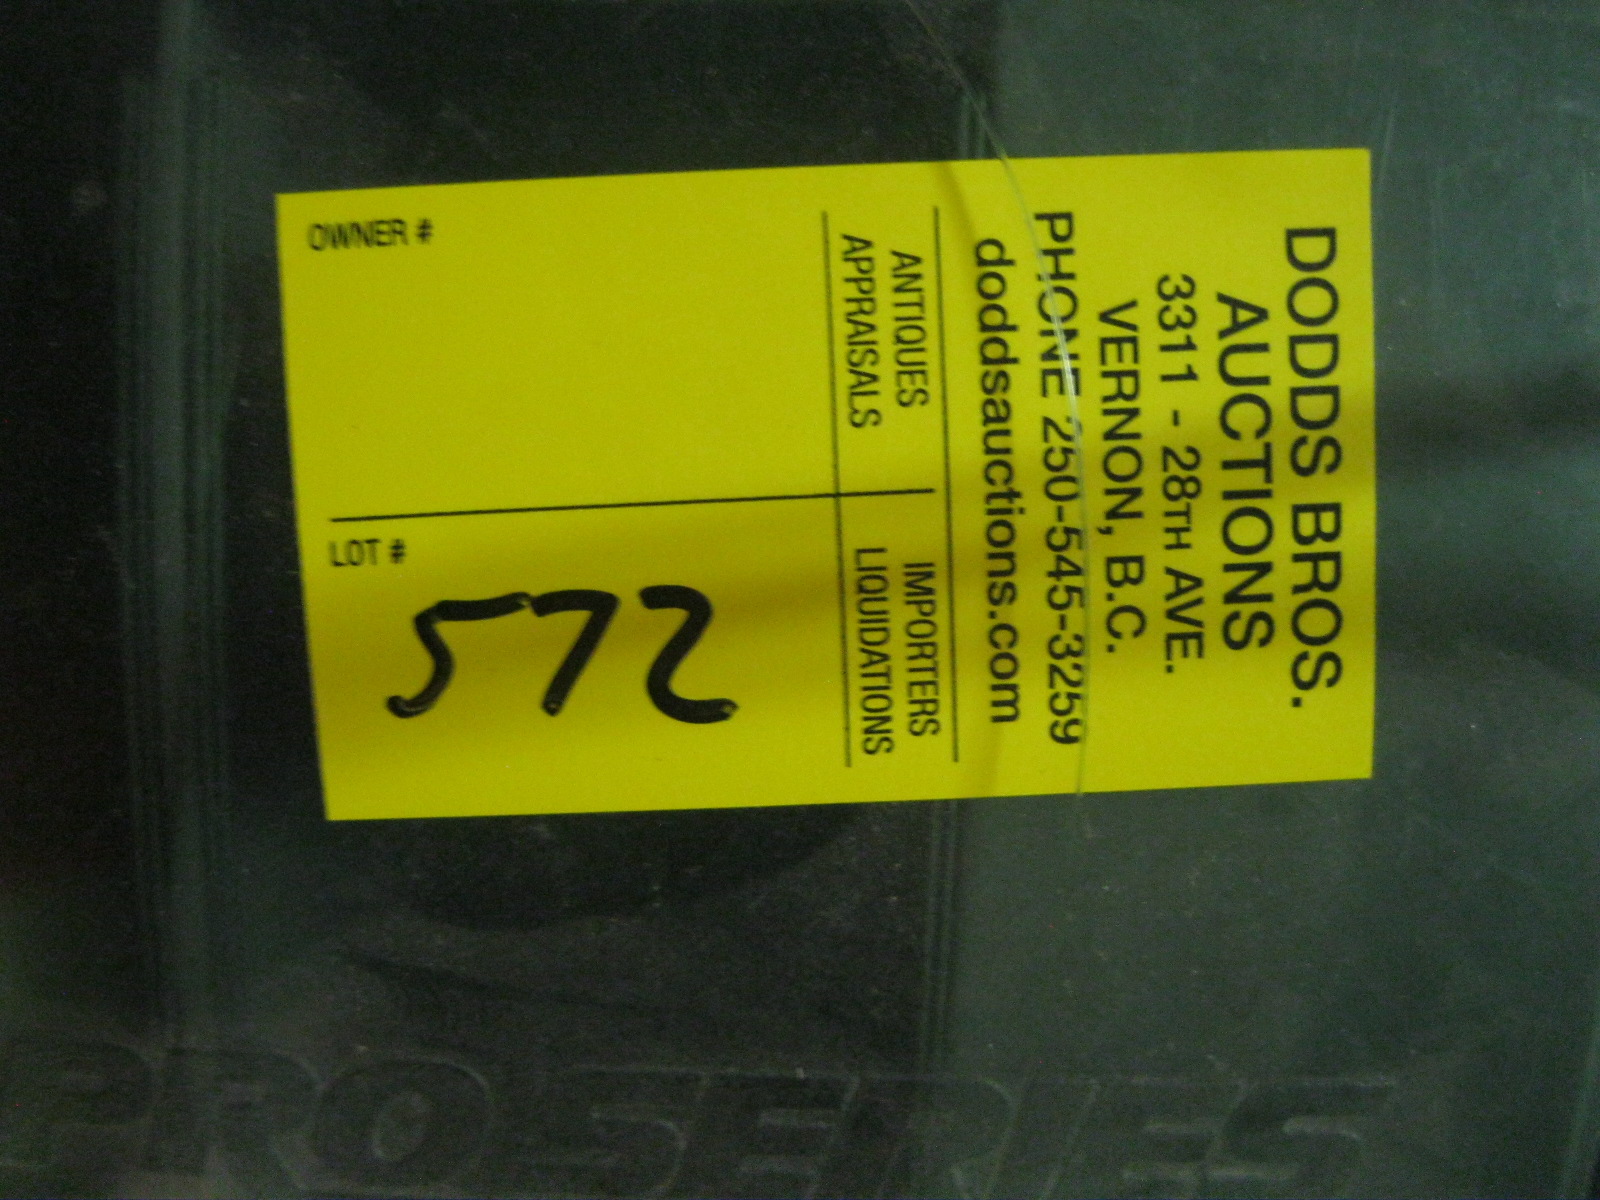 DODDS BROS.
AUCTIONS
3311 - 28TH AVE.
VERNON, B.C.
PHONE 250-545-3259
doddsauctions.com
ANTIQUES IMPORTERS
APPRAISALS LIQUIDATIONS
OWNER #
LOT #
572
PRO SERIES